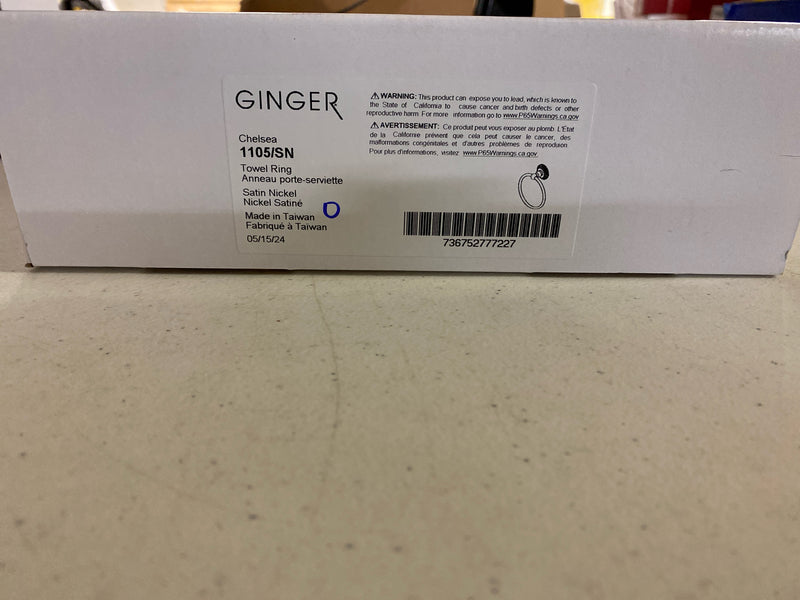 GINGER
Chelsea
1105/SN
Towel Ring
Anneau porte-serviette
Satin Nickel
Nickel Satiné
Made in Taiwan
Fabriqué à Taiwan
05/15/24
⚠ WARNING: This product can expose you to lead, which is known to
the State of California to cause cancer and birth defects or other
reproductive harm For more information go to www.P65Warnings.ca.gov
⚠ AVERTISSEMENT: Ce produit peut vous exposer au plomb. L'État
de la Californie prévient que cela peut causer le cancer, des
malformations congénitales et d'autres problèmes de reproduion.
Pour plus d'informations, visitez www.P65Warnings.ca.gov.
736752777227